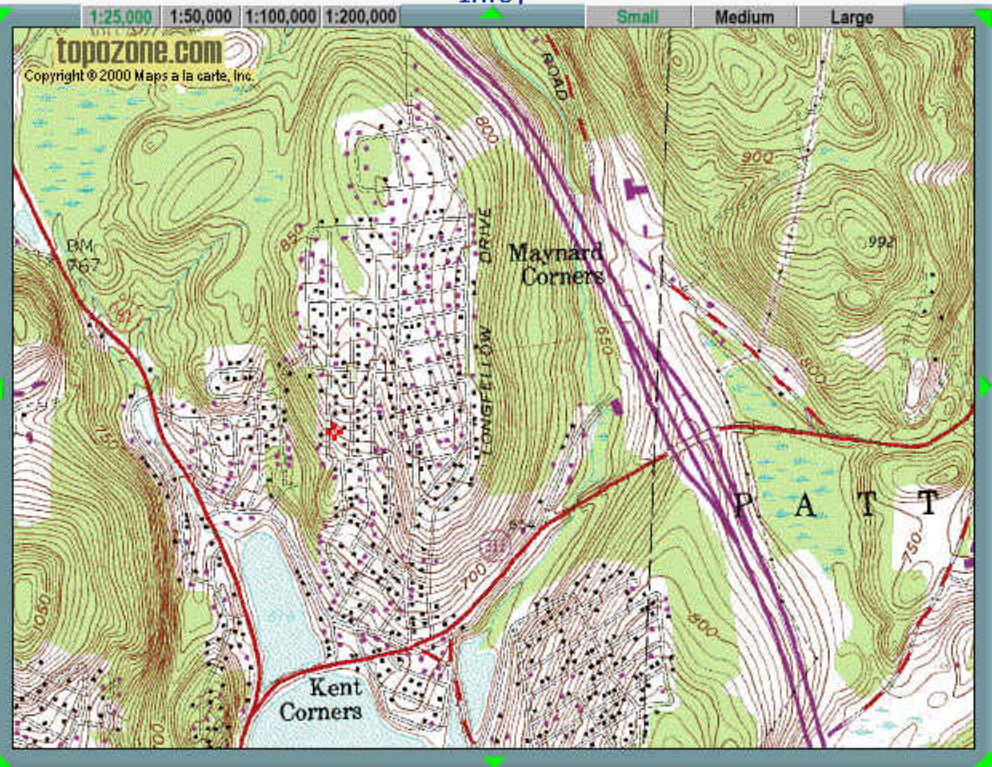 1:25,000 1:50,000 1:100,000 1:200,000 Small Medium Large
topozone.com
Copyright © 2000 Maps a la carte, Inc.
ROAD
800
900
DRIVE
850
BM
767
Maynard
Corners
992
650
800
LONGFELLOW
750
P A T T
311
700
750
1050
800
Kent
Corners